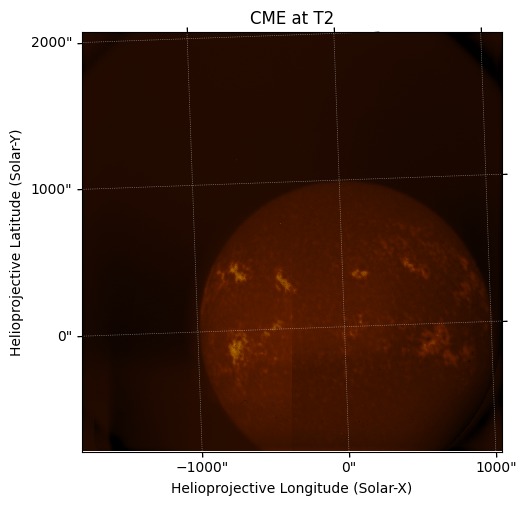 CME at T2
2000"
1000"
0"
Helioprojective Latitude (Solar-Y)
−1000"
0"
1000"
Helioprojective Longitude (Solar-X)